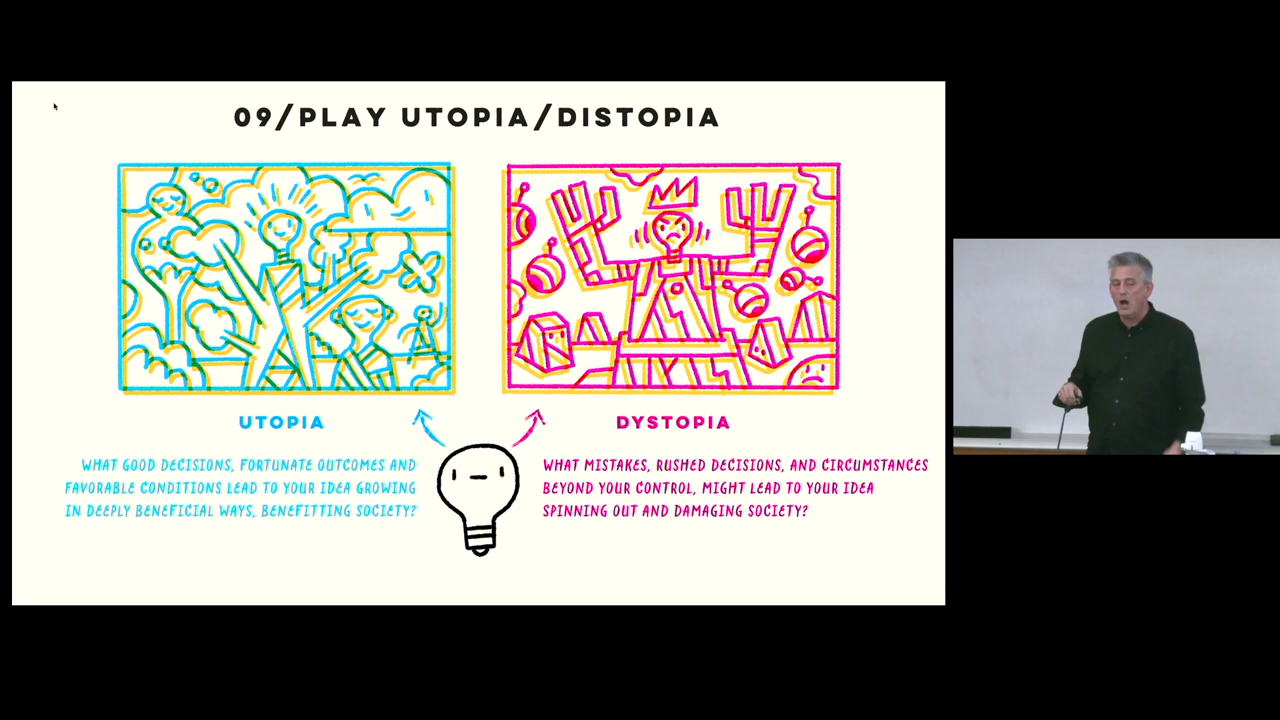 09/PLAY UTOPIA/DISTOPIA
UTOPIA
WHAT GOOD DECISIONS, FORTUNATE OUTCOMES AND
FAVORABLE CONDITIONS LEAD TO YOUR IDEA GROWING
IN DEEPLY BENEFICIAL WAYS, BENEFITTING SOCIETY?
DYSTOPIA
WHAT MISTAKES, RUSHED DECISIONS, AND CIRCUMSTANCES
BEYOND YOUR CONTROL, MIGHT LEAD TO YOUR IDEA
SPINNING OUT AND DAMAGING SOCIETY?